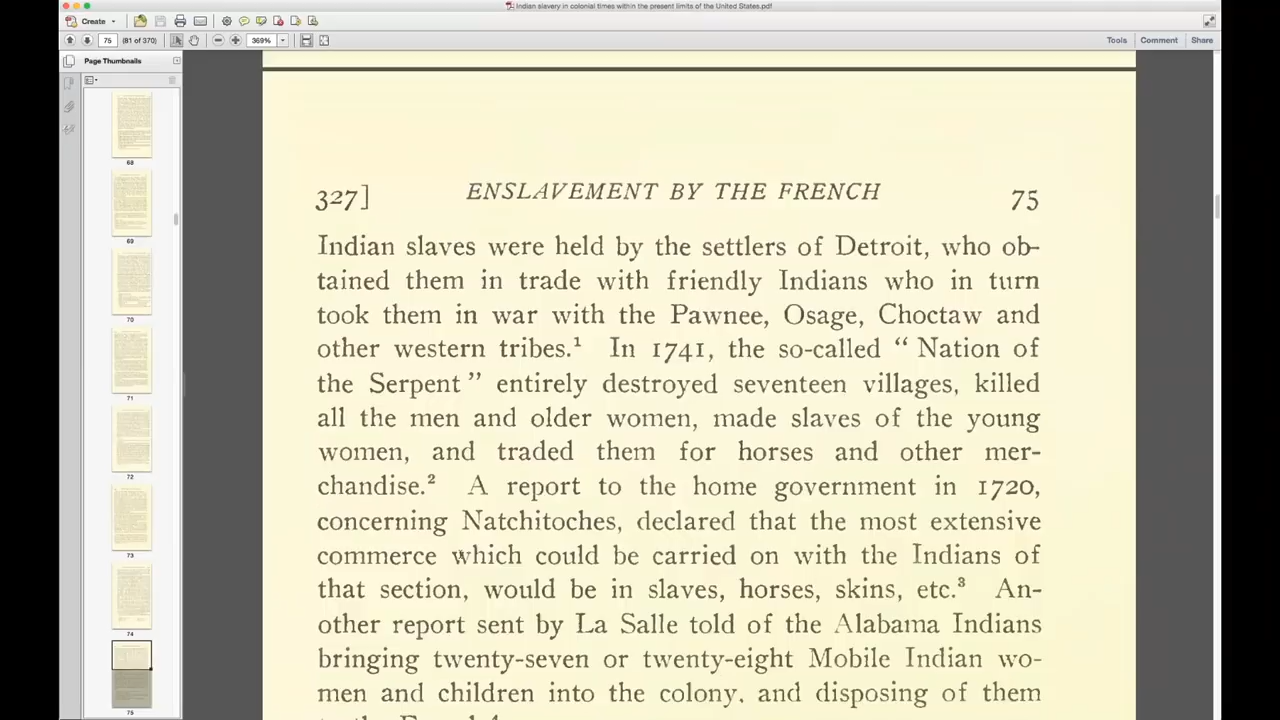 Indian slavery in colonial times within the present limits of the United States.pdf
Create
75 (81 of 370) 369% Tools Comment Share
Page Thumbnails
68
69
70
71
72
73
74
75
327] ENSLAVEMENT BY THE FRENCH 75
Indian slaves were held by the settlers of Detroit, who ob-
tained them in trade with friendly Indians who in turn
took them in war with the Pawnee, Osage, Choctaw and
other western tribes.¹ In 1741, the so-called “ Nation of
the Serpent ” entirely destroyed seventeen villages, killed
all the men and older women, made slaves of the young
women, and traded them for horses and other mer-
chandise.² A report to the home government in 1720,
concerning Natchitoches, declared that the most extensive
commerce which could be carried on with the Indians of
that section, would be in slaves, horses, skins, etc.³ An-
other report sent by La Salle told of the Alabama Indians
bringing twenty-seven or twenty-eight Mobile Indian wo-
men and children into the colony, and disposing of them